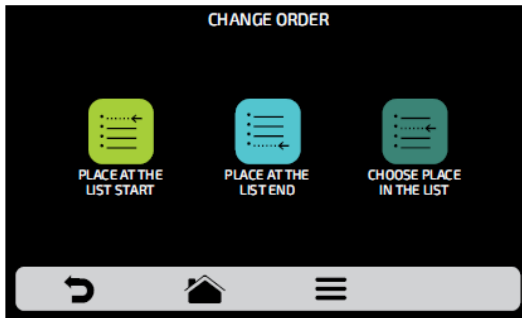 CHANGE ORDER
PLACE AT THE
LIST START
PLACE AT THE
LIST END
CHOOSE PLACE
IN THE LIST